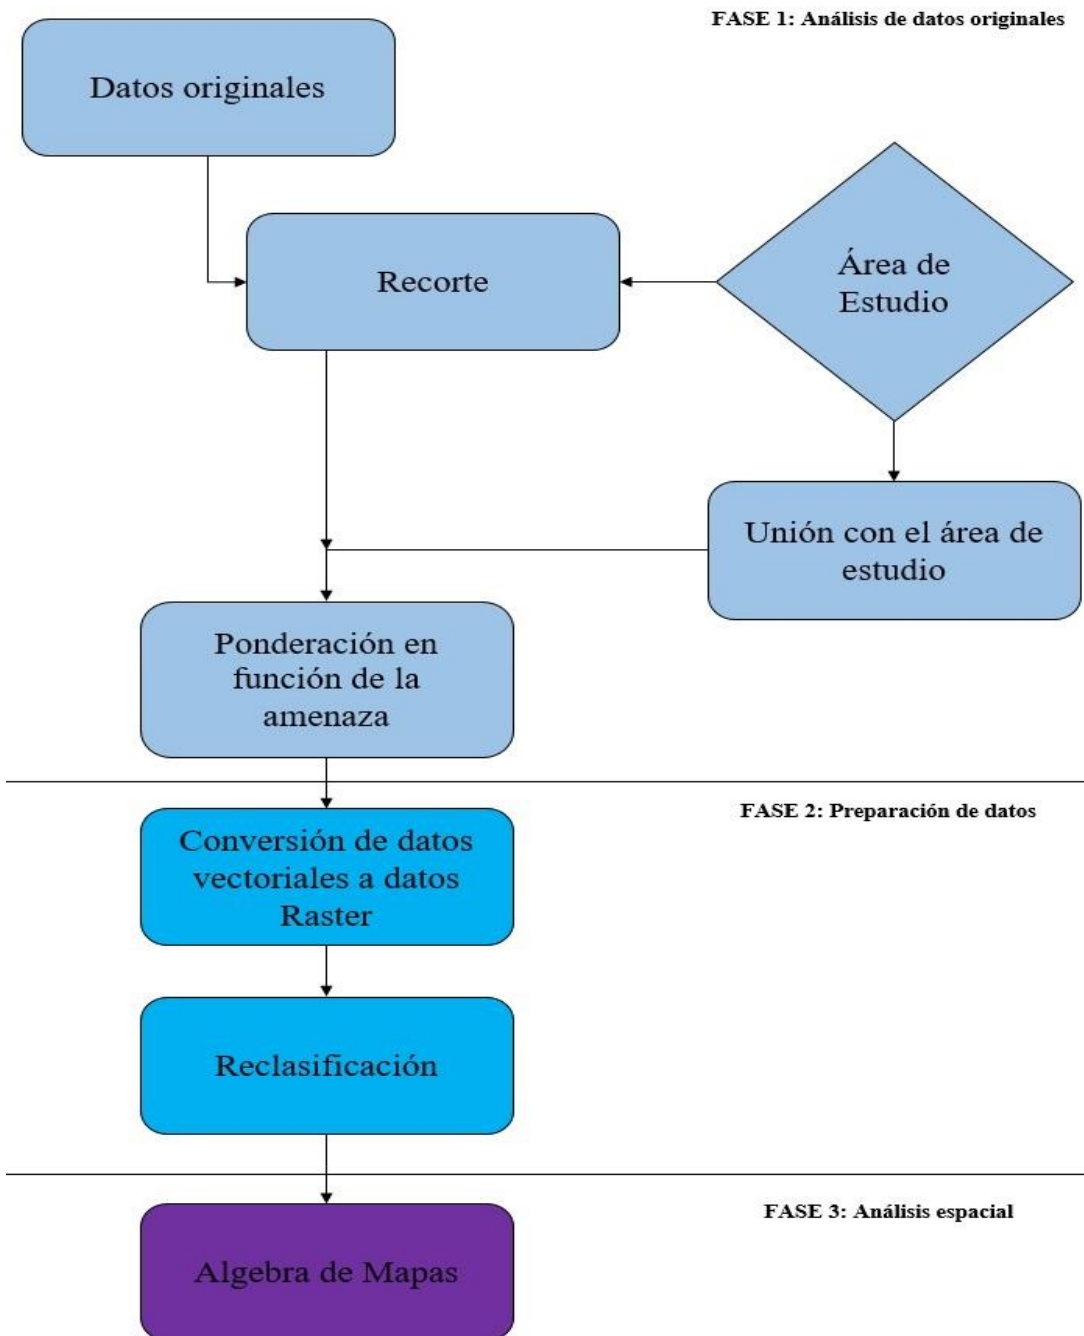 FASE 1: Análisis de datos originales
Datos originales
Recorte
Área de
Estudio
Unión con el área de
estudio
Ponderación en
función de la
amenaza
FASE 2: Preparación de datos
Conversión de datos
vectoriales a datos
Raster
Reclasificación
FASE 3: Análisis espacial
Algebra de Mapas